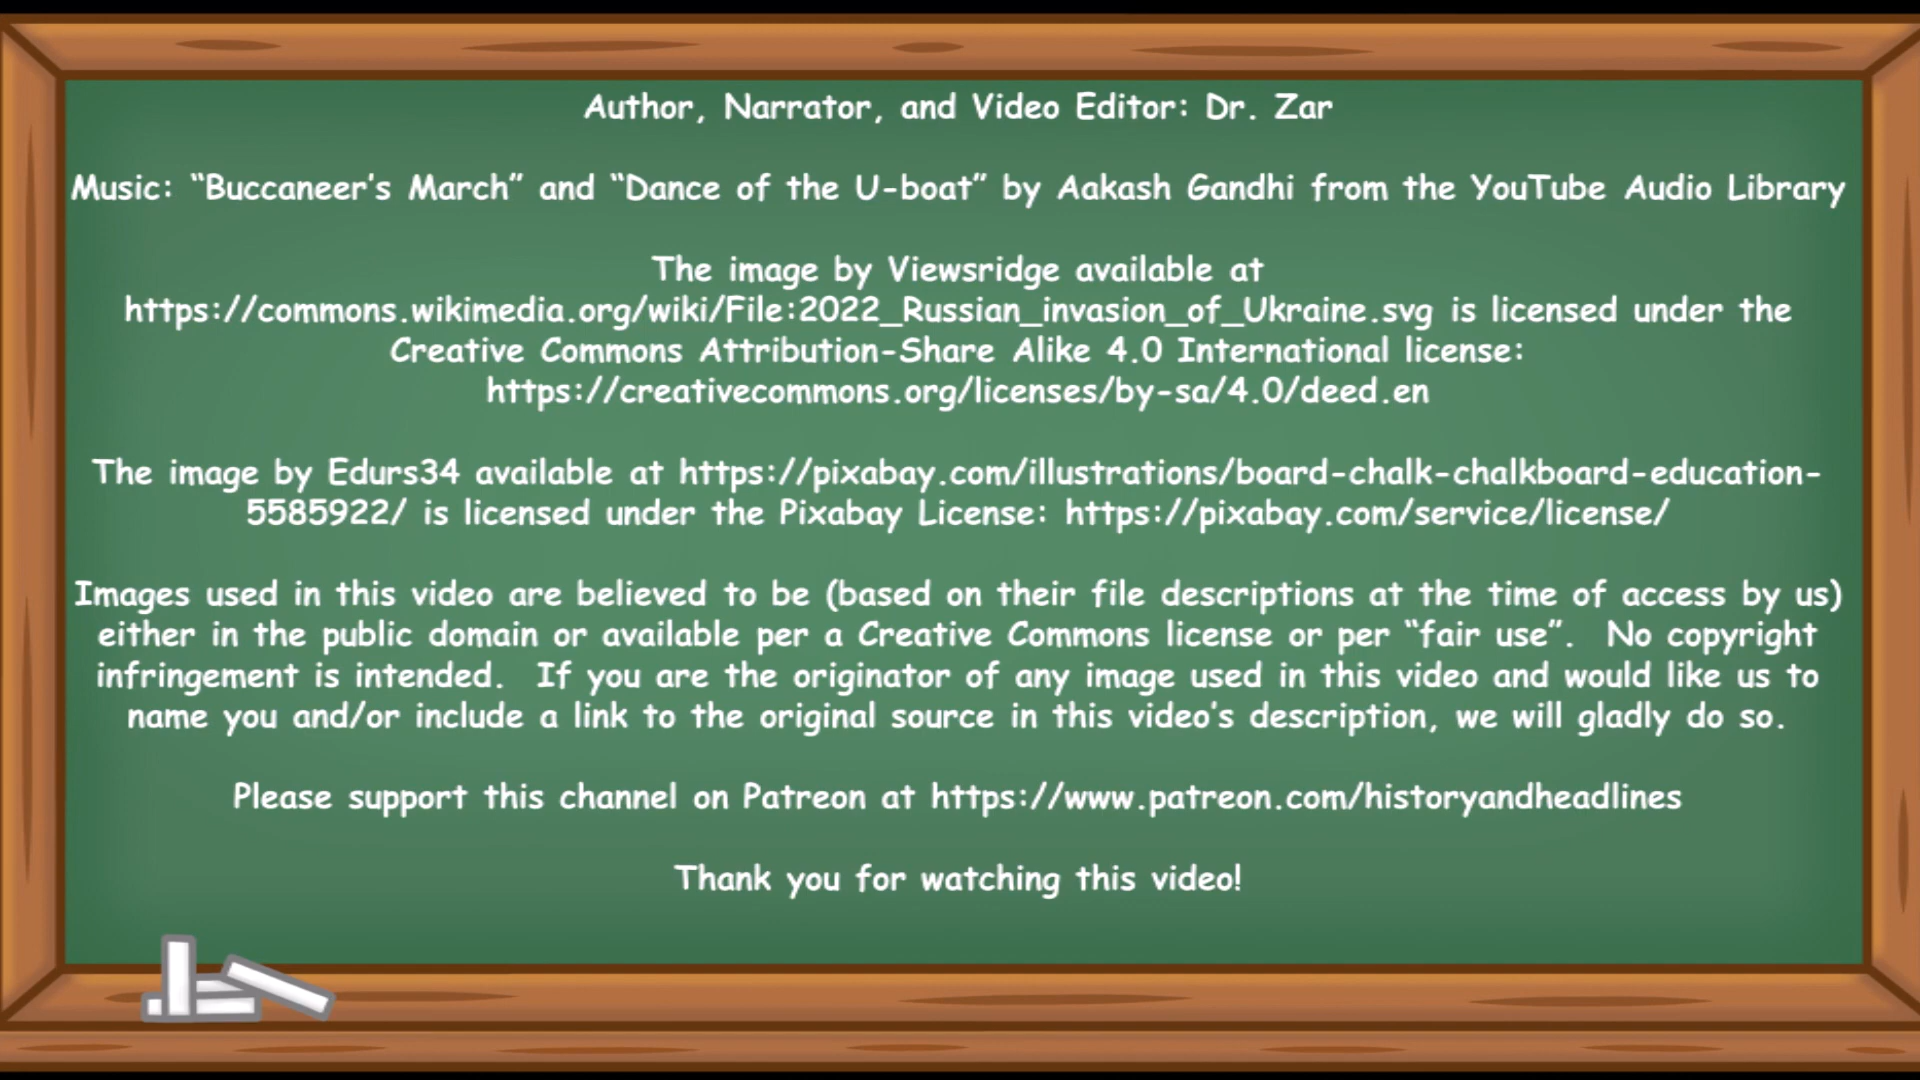 Author, Narrator, and Video Editor: Dr. Zar
Music: “Buccaneer’s March” and “Dance of the U-boat” by Aakash Gandhi from the YouTube Audio Library
The image by Viewsridge available at
https://commons.wikimedia.org/wiki/File:2022_Russian_invasion_of_Ukraine.svg is licensed under the
Creative Commons Attribution-Share Alike 4.0 International license:
https://creativecommons.org/licenses/by-sa/4.0/deed.en
The image by Edurs34 available at https://pixabay.com/illustrations/board-chalk-chalkboard-education-
5585922/ is licensed under the Pixabay License: https://pixabay.com/service/license/
Images used in this video are believed to be (based on their file descriptions at the time of access by us)
either in the public domain or available per a Creative Commons license or per “fair use”.  No copyright
infringement is intended.  If you are the originator of any image used in this video and would like us to
name you and/or include a link to the original source in this video’s description, we will gladly do so.
Please support this channel on Patreon at https://www.patreon.com/historyandheadlines
Thank you for watching this video!